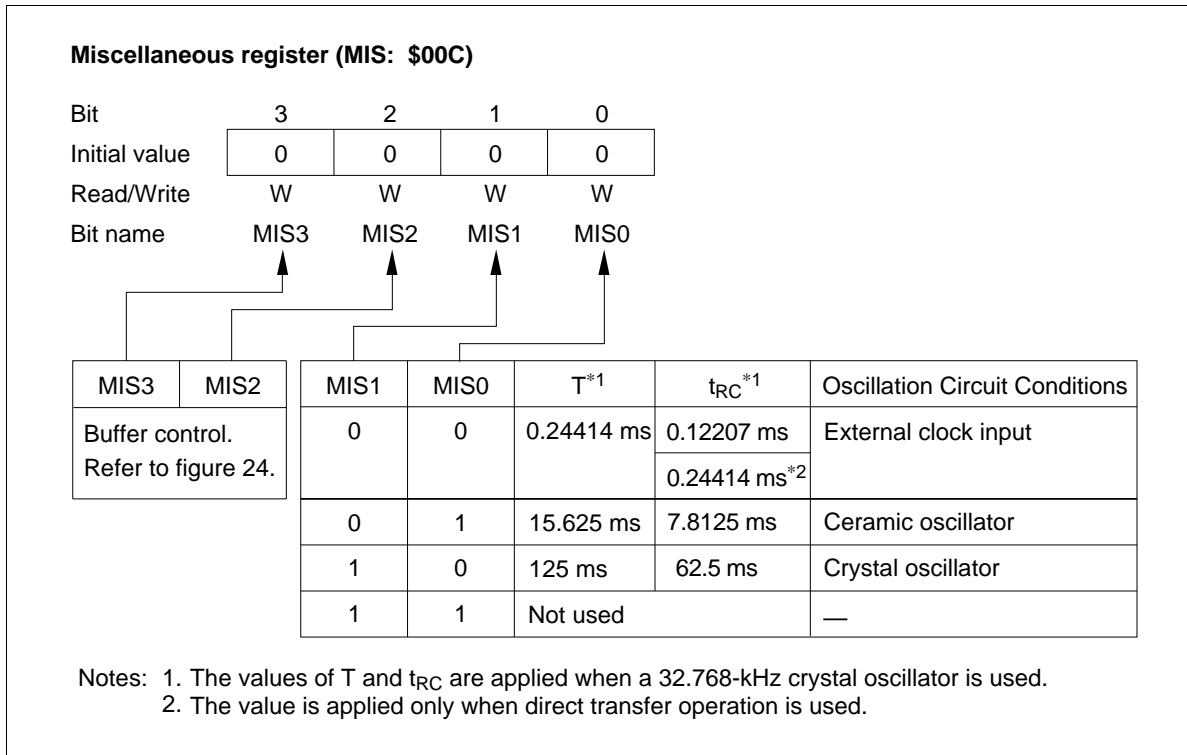 Miscellaneous register (MIS: $00C)
Bit 3 2 1 0
Initial value 0 0 0 0
Read/Write W W W W
Bit name MIS3 MIS2 MIS1 MIS0
MIS3 MIS2 MIS1 MIS0 T*1 tRC*1 Oscillation Circuit Conditions
Buffer control. 0 0 0.24414 ms 0.12207 ms External clock input
Refer to figure 24. 0.24414 ms*2
0 1 15.625 ms 7.8125 ms Ceramic oscillator
1 0 125 ms 62.5 ms Crystal oscillator
1 1 Not used —
Notes: 1. The values of T and tRC are applied when a 32.768-kHz crystal oscillator is used.
2. The value is applied only when direct transfer operation is used.